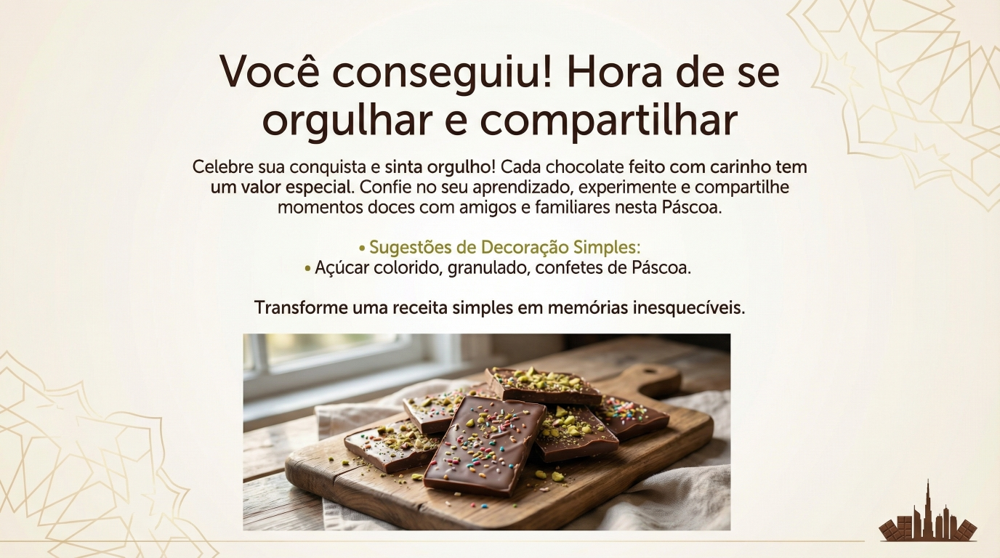 Você conseguiu! Hora de se
orgulhar e compartilhar
Celebre sua conquista e sinta orgulho! Cada chocolate feito com carinho tem
um valor especial. Confie no seu aprendizado, experimente e compartilhe
momentos doces com amigos e familiares nesta Páscoa.
• Sugestões de Decoração Simples:
• Açúcar colorido, granulado, confetes de Páscoa.
Transforme uma receita simples em memórias inesquecíveis.